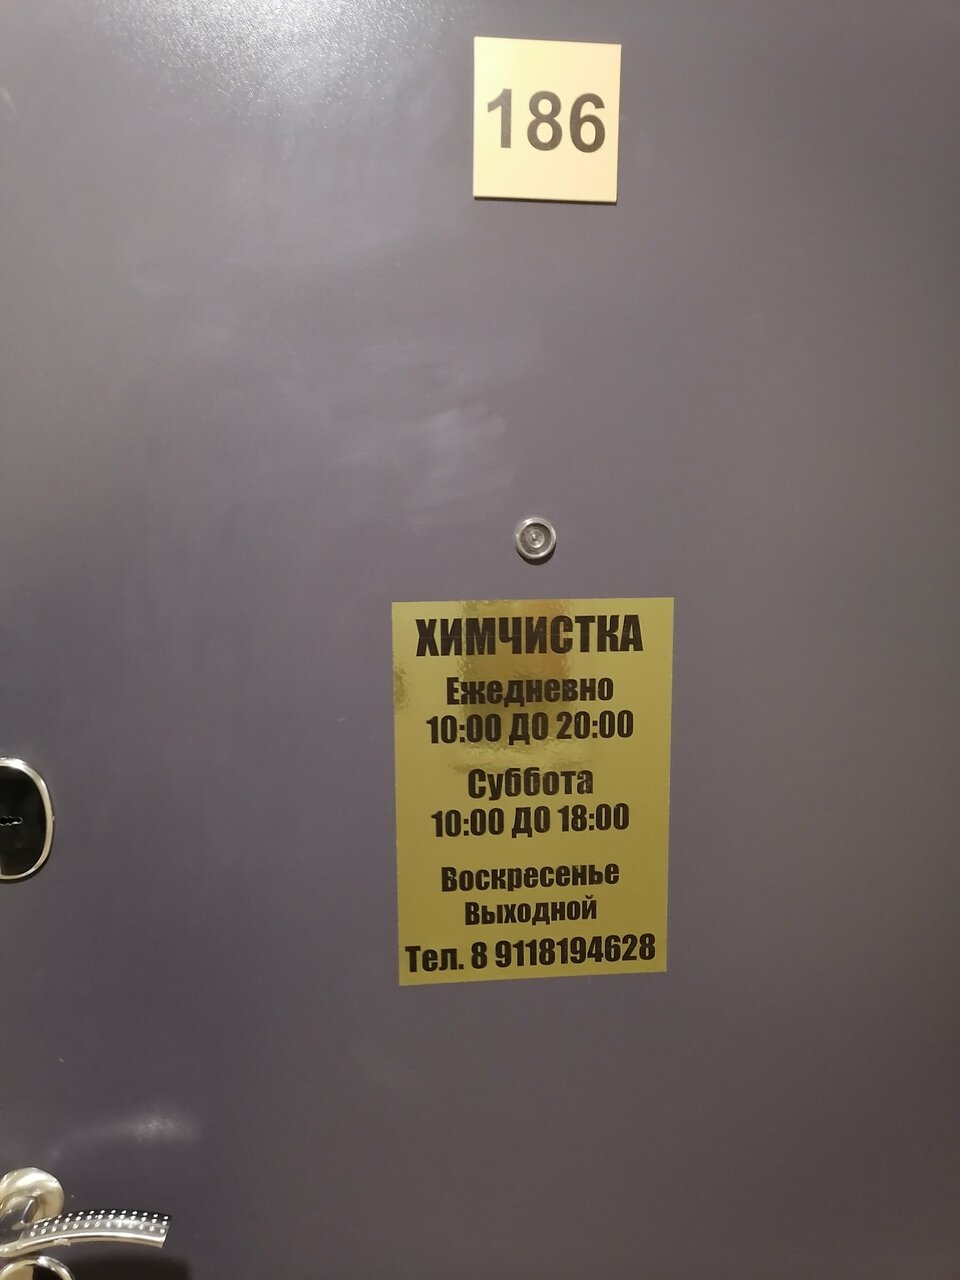 186
ХИМЧИСТКА
Ежедневно
10:00 ДО 20:00
Суббота
10:00 ДО 18:00
Воскресенье
Выходной
Тел. 8 9118194628